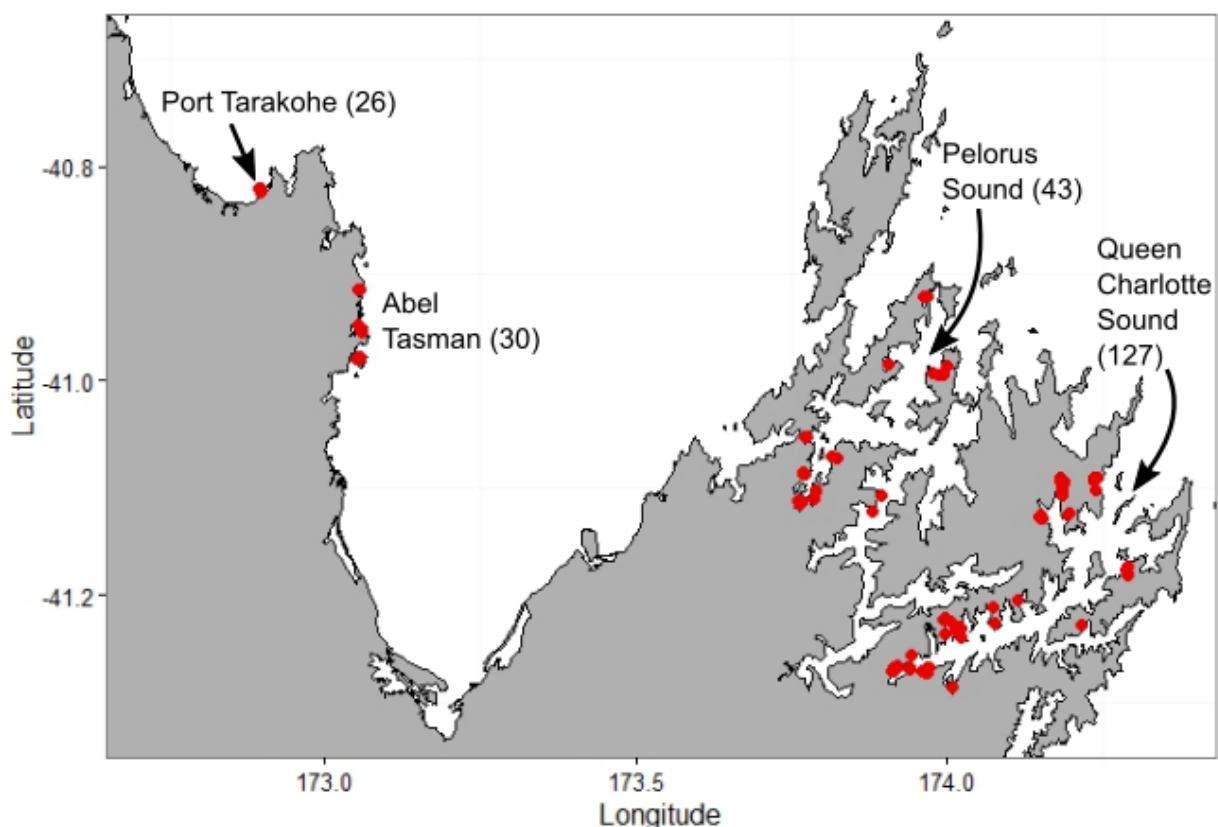 Port Tarakohe (26)
Pelorus
Sound (43)
Queen
Charlotte
Sound
(127)
Abel
Tasman (30)
Latitude
-40.8
-41.0
-41.2
173.0
173.5
174.0
Longitude